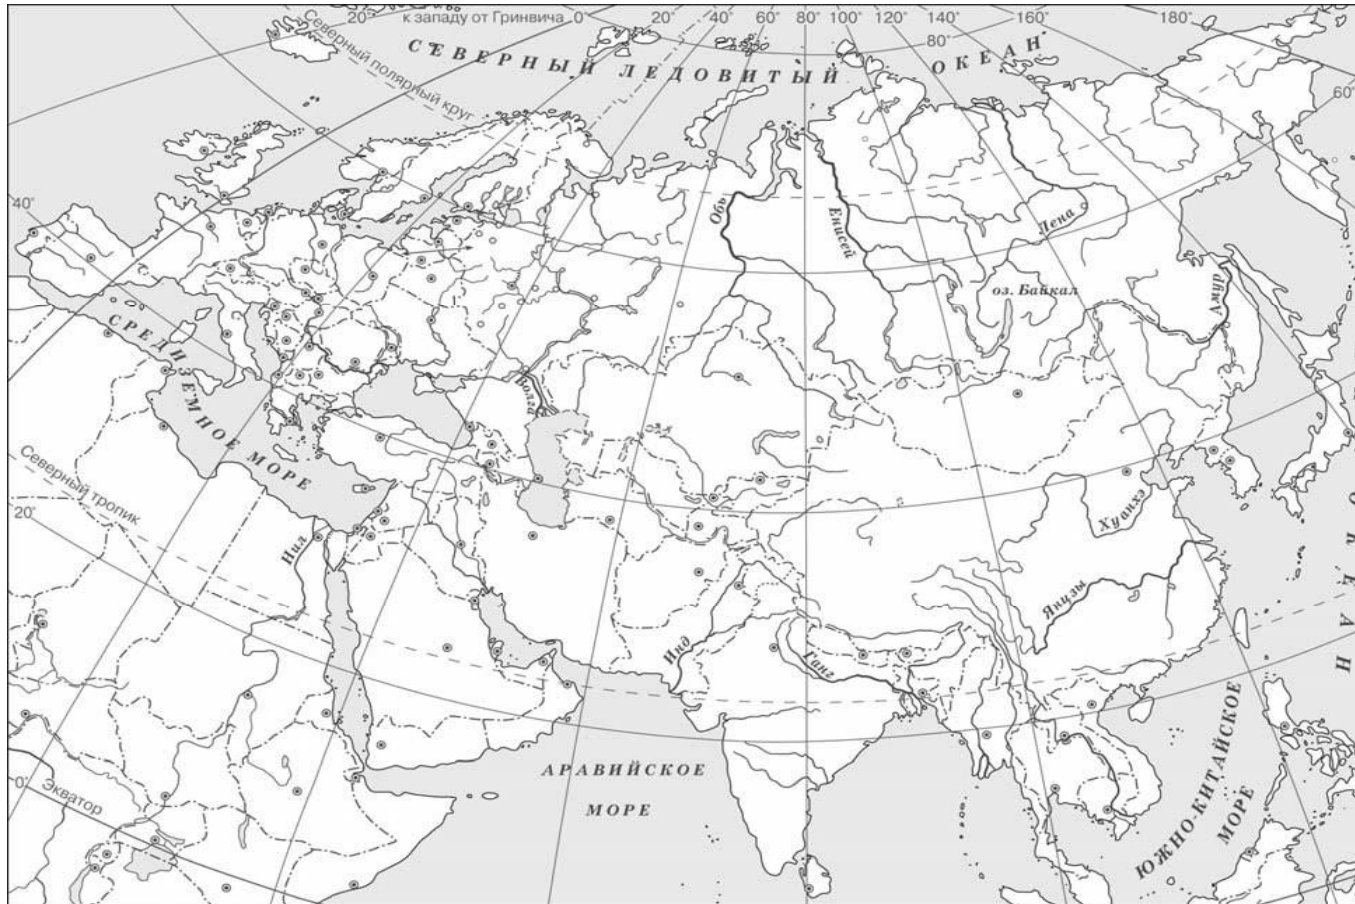 20°
к западу от Гринвича
0°
20°
40°
60°
80°
100°
120°
140°
160°
180°
80°
60°
Северный полярный круг
СЕВЕРНЫЙ ЛЕДОВИТЫЙ ОКЕАН
40°
Обь
Енисей
Лена
оз. Байкал
Амур
СРЕДИЗЕМНОЕ МОРЕ
Волга
Северный тропик
20°
Нил
Хуанхэ
Янцзы
Инд
Ганг
ОКЕАН
АРАВИЙСКОЕ
МОРЕ
ЮЖНО-КИТАЙСКОЕ
МОРЕ
0°
Экватор